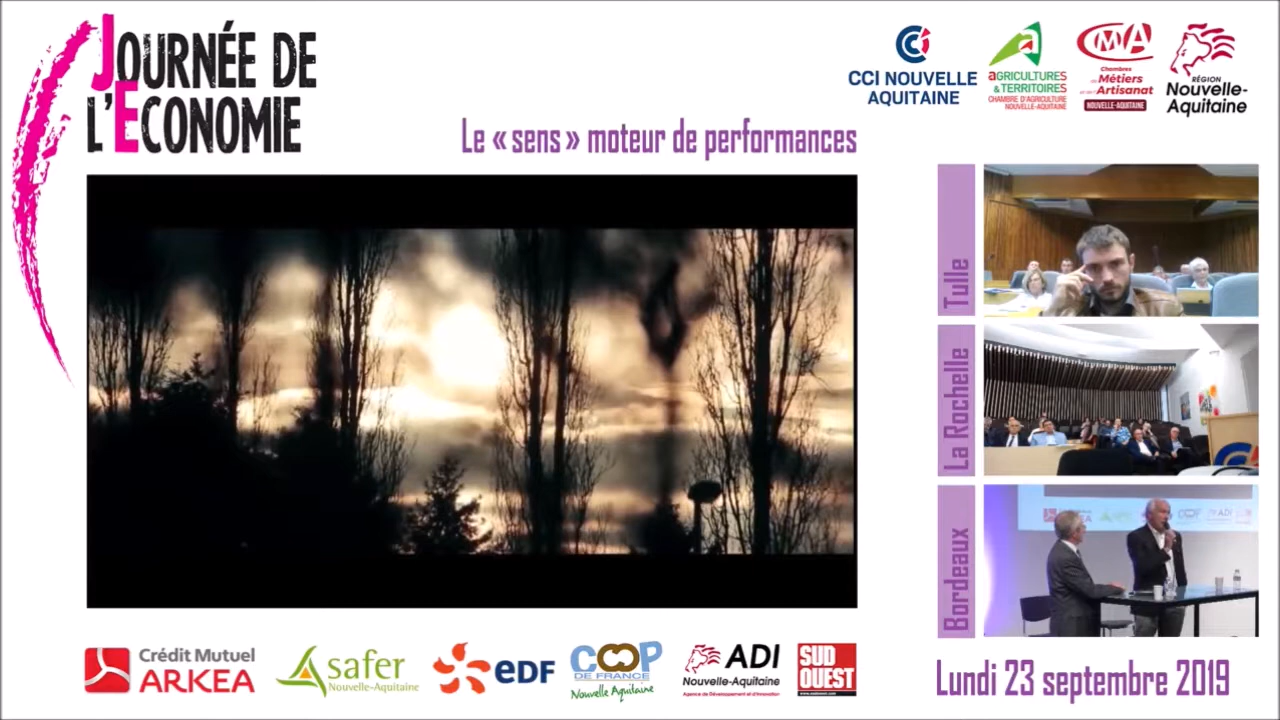 JOURNÉE DE
L'ECONOMIE
CCI NOUVELLE
AQUITAINE
AGRICULTURES
& TERRITOIRES
CHAMBRE D'AGRICULTURE
NOUVELLE-AQUITAINE
CMA
Chambres
de Métiers
et de l'Artisanat
NOUVELLE-AQUITAINE
RÉGION
Nouvelle-
Aquitaine
Le « sens » moteur de performances
Tulle
La Rochelle
Bordeaux
ARKEA
ADI
Crédit Mutuel
ARKEA
safer
Nouvelle-Aquitaine
edf
COOP
DE FRANCE
Nouvelle Aquitaine
ADI
Nouvelle-Aquitaine
Agence de Développement et d'Innovation
SUD
OUEST
Lundi 23 septembre 2019